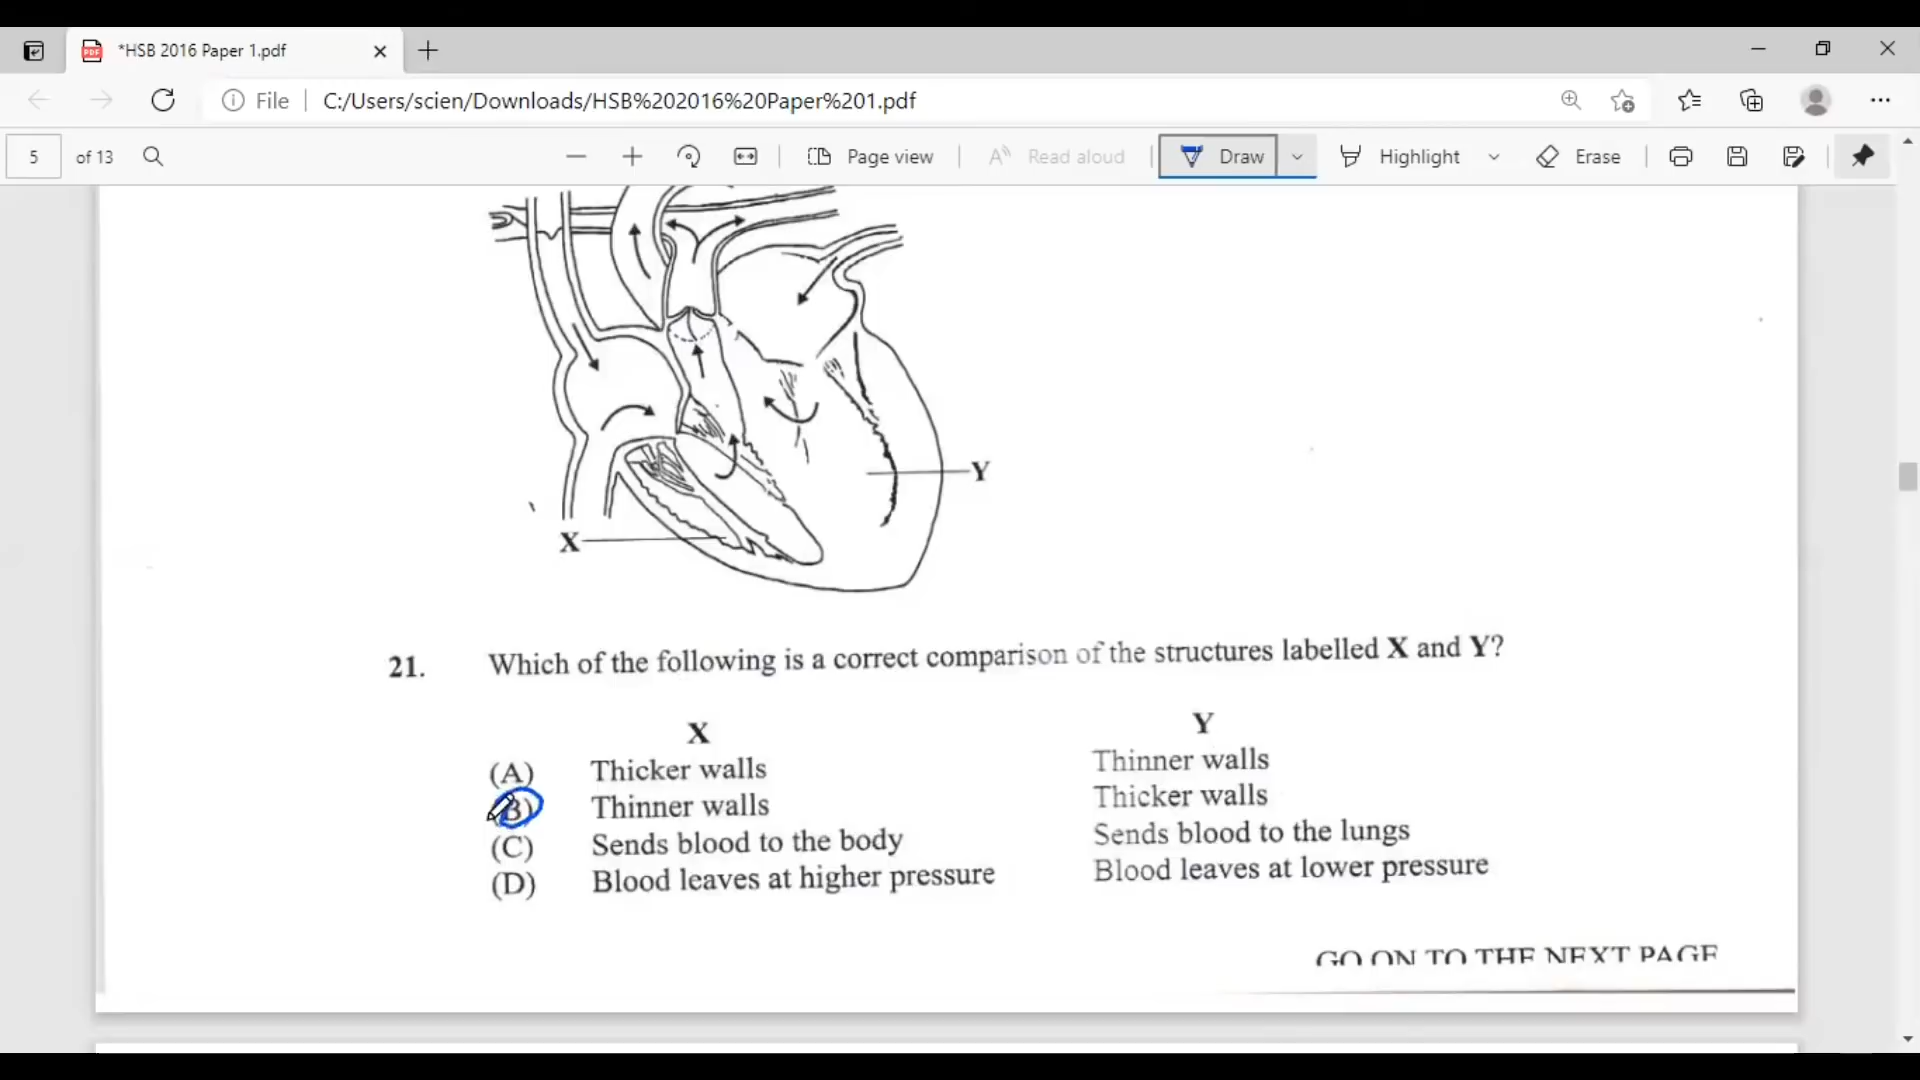 *HSB 2016 Paper 1.pdf
File
C:/Users/scien/Downloads/HSB%202016%20Paper%201.pdf
5 of 13
Page view
Read aloud
Draw
Highlight
Erase
Y
X
21. Which of the following is a correct comparison of the structures labelled X and Y?
X Y
(A) Thicker walls Thinner walls
(B) Thinner walls Thicker walls
(C) Sends blood to the body Sends blood to the lungs
(D) Blood leaves at higher pressure Blood leaves at lower pressure
GO ON TO THE NEXT PAGE